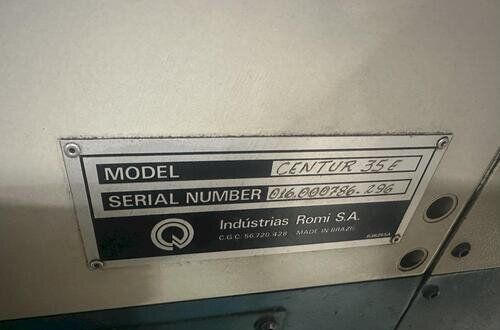 MODEL CENTUR 35E
SERIAL NUMBER 016.000786.296
Indústrias Romi S.A.
C.G.C. 56.720.428 MADE IN BRAZIL